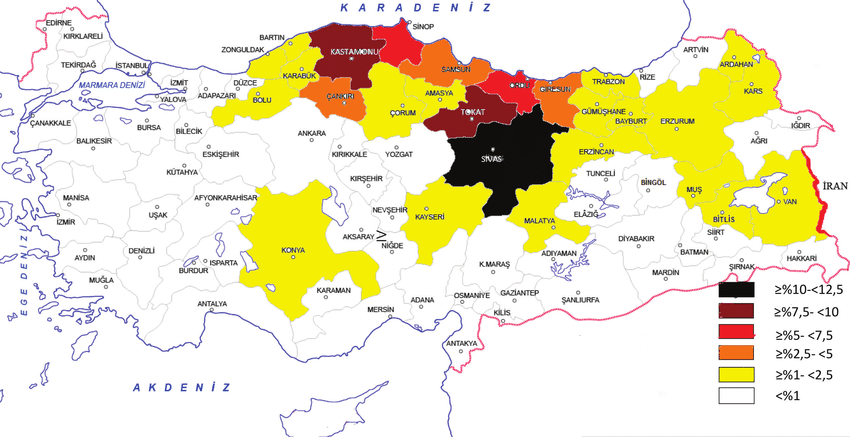 KARADENİZ
EDİRNE
KIRKLARELİ
TEKİRDAĞ
İSTANBUL
MARMARA DENİZİ
İZMİT
YALOVA
ADAPAZARI
DÜZCE
BOLU
ZONGULDAK
BARTIN
KARABÜK
KASTAMONU
SİNOP
ÇANKIRI
ÇORUM
SAMSUN
AMASYA
TOKAT
ORDU
GİRESUN
TRABZON
GÜMÜŞHANE
BAYBURT
RİZE
ARTVİN
ARDAHAN
KARS
IĞDIR
ERZURUM
AĞRI
ERZİNCAN
SİVAS
ÇANAKKALE
BALIKESİR
BURSA
BİLECİK
ESKİŞEHİR
KÜTAHYA
ANKARA
KIRIKKALE
YOZGAT
KIRŞEHİR
NEVŞEHİR
KAYSERİ
MANİSA
İZMİR
UŞAK
AFYONKARAHİSAR
AYDIN
DENİZLİ
MUĞLA
BURDUR
ISPARTA
ANTALYA
KONYA
AKSARAY
≥
NİĞDE
KARAMAN
MERSİN
ADANA
OSMANİYE
ANTAKYA
K.MARAŞ
GAZİANTEP
KİLİS
ŞANLIURFA
ADIYAMAN
MALATYA
ELÂZIĞ
TUNCELİ
BİNGÖL
MUŞ
BİTLİS
VAN
İRAN
DİYABAKIR
BATMAN
SİİRT
MARDİN
ŞIRNAK
HAKKARİ
EGE DENİZİ
AKDENİZ
≥%10-<12,5
≥%7,5- <10
≥%5- <7,5
≥%2,5- <5
≥%1- <2,5
<%1